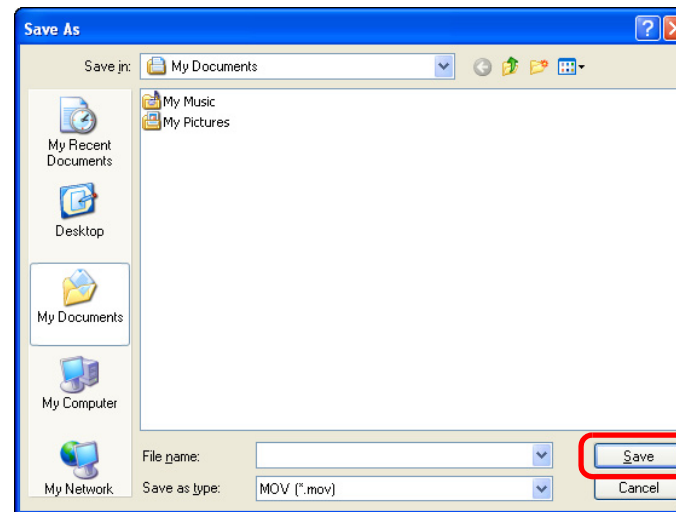 Save As
Save in: My Documents
My Recent
Documents
Desktop
My Documents
My Computer
My Network
My Music
My Pictures
File name:
Save
Save as type: MOV (*.mov)
Cancel